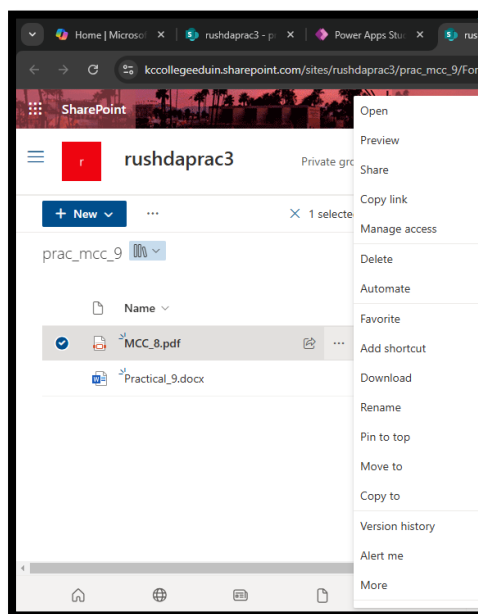 Home | Microsof
rushdaprac3 - p
Power Apps Stud
rus
kccollegeeduin.sharepoint.com/sites/rushdaprac3/prac_mcc_9/For
SharePoint
r
rushdaprac3
Private gro
+ New
1 selecte
prac_mcc_9
Name
MCC_8.pdf
Practical_9.docx
Open
Preview
Share
Copy link
Manage access
Delete
Automate
Favorite
Add shortcut
Download
Rename
Pin to top
Move to
Copy to
Version history
Alert me
More